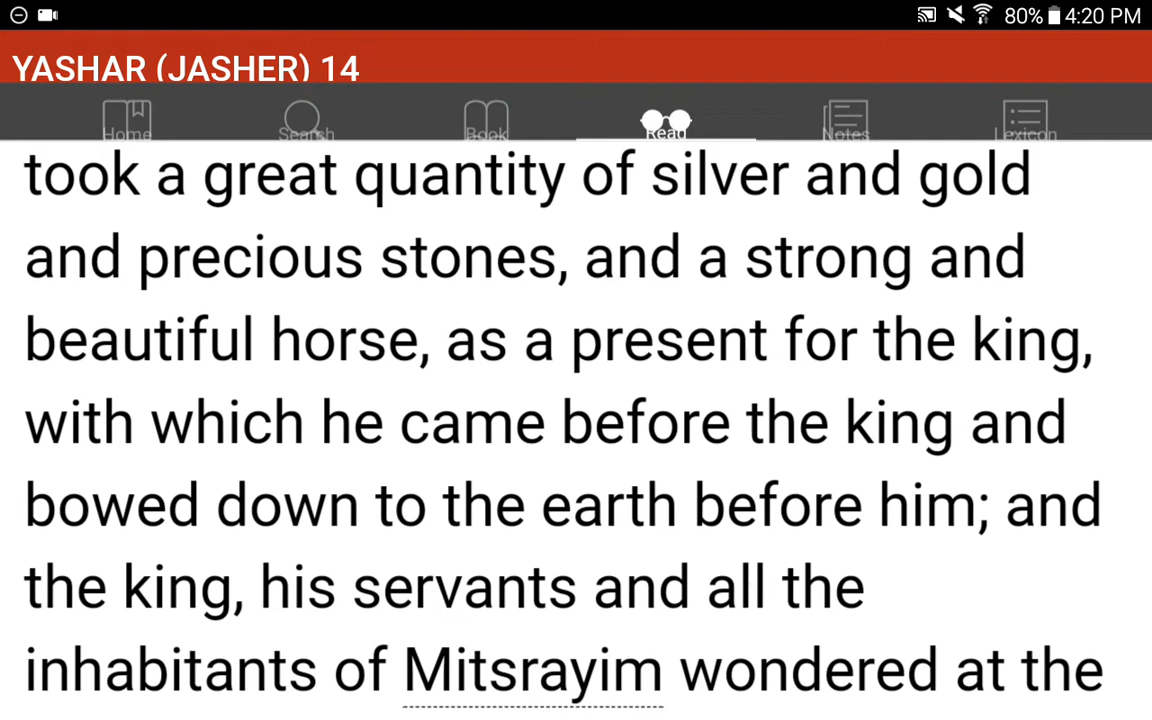 80% 4:20 PM
YASHAR (JASHER) 14
Home Search Book Read Notes Lexicon
took a great quantity of silver and gold
and precious stones, and a strong and
beautiful horse, as a present for the king,
with which he came before the king and
bowed down to the earth before him; and
the king, his servants and all the
inhabitants of Mitsrayim wondered at the